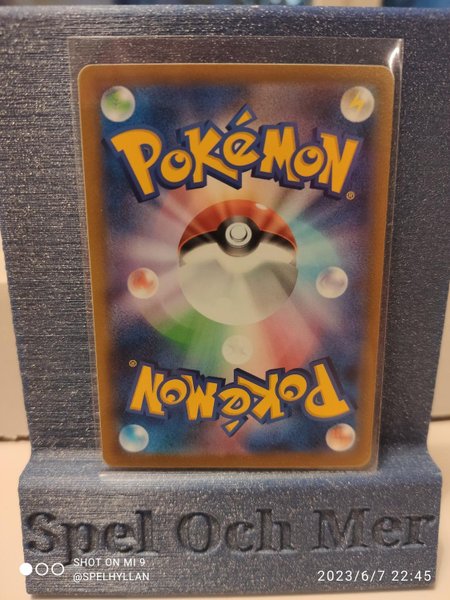 POKéMON®
POKéMON®
Spel Och Mer
SHOT ON MI 9
@SPELHYLLAN
2023/6/7 22:45